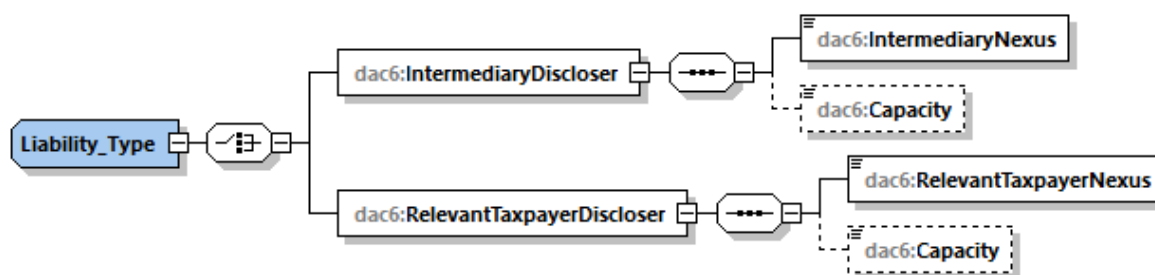 dac6:IntermediaryNexus
dac6:IntermediaryDiscloser
dac6:Capacity
Liability_Type
dac6:RelevantTaxpayerNexus
dac6:RelevantTaxpayerDiscloser
dac6:Capacity